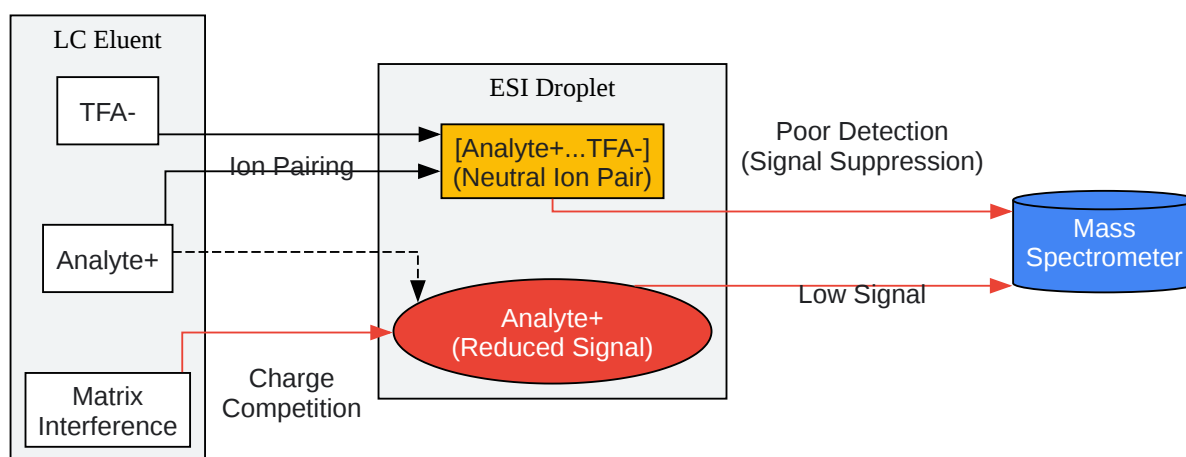 LC Eluent
TFA-
Analyte+
Matrix
Interference
Ion Pairing
Charge
Competition
ESI Droplet
[Analyte+...TFA-]
(Neutral Ion Pair)
Analyte+
(Reduced Signal)
Poor Detection
(Signal Suppression)
Low Signal
Mass
Spectrometer